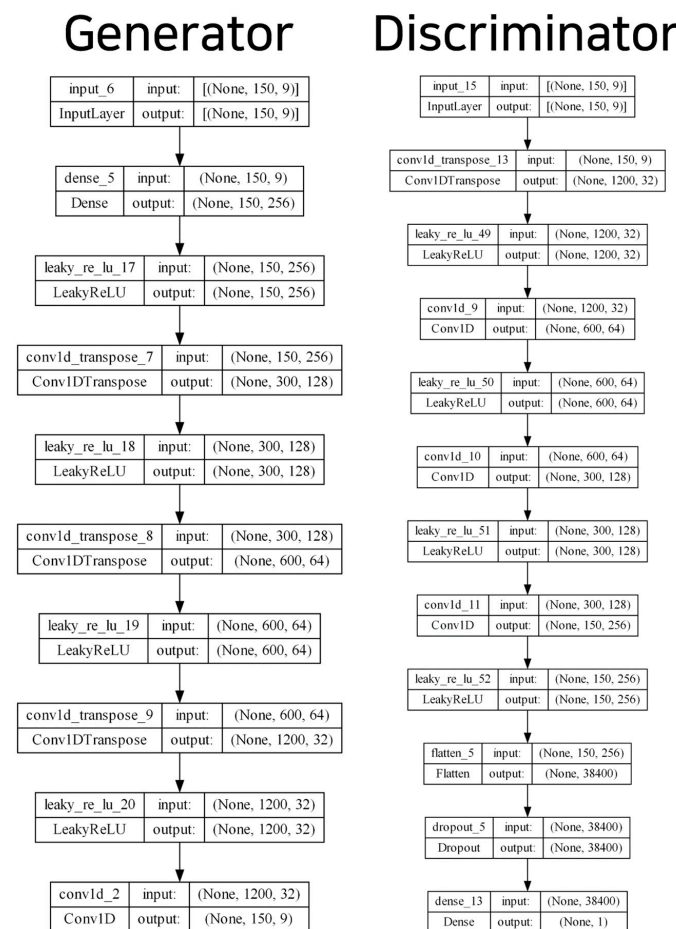 Generator
input_6 input: [(None, 150, 9)]
InputLayer output: [(None, 150, 9)]
dense_5 input: (None, 150, 9)
Dense output: (None, 150, 256)
leaky_re_lu_17 input: (None, 150, 256)
LeakyReLU output: (None, 150, 256)
conv1d_transpose_7 input: (None, 150, 256)
Conv1DTranspose output: (None, 300, 128)
leaky_re_lu_18 input: (None, 300, 128)
LeakyReLU output: (None, 300, 128)
conv1d_transpose_8 input: (None, 300, 128)
Conv1DTranspose output: (None, 600, 64)
leaky_re_lu_19 input: (None, 600, 64)
LeakyReLU output: (None, 600, 64)
conv1d_transpose_9 input: (None, 600, 64)
Conv1DTranspose output: (None, 1200, 32)
leaky_re_lu_20 input: (None, 1200, 32)
LeakyReLU output: (None, 1200, 32)
conv1d_2 input: (None, 1200, 32)
Conv1D output: (None, 150, 9)
Discriminator
input_15 input: [(None, 150, 9)]
InputLayer output: [(None, 150, 9)]
conv1d_transpose_13 input: (None, 150, 9)
Conv1DTranspose output: (None, 1200, 32)
leaky_re_lu_49 input: (None, 1200, 32)
LeakyReLU output: (None, 1200, 32)
conv1d_9 input: (None, 1200, 32)
Conv1D output: (None, 600, 64)
leaky_re_lu_50 input: (None, 600, 64)
LeakyReLU output: (None, 600, 64)
conv1d_10 input: (None, 600, 64)
Conv1D output: (None, 300, 128)
leaky_re_lu_51 input: (None, 300, 128)
LeakyReLU output: (None, 300, 128)
conv1d_11 input: (None, 300, 128)
Conv1D output: (None, 150, 256)
leaky_re_lu_52 input: (None, 150, 256)
LeakyReLU output: (None, 150, 256)
flatten_5 input: (None, 150, 256)
Flatten output: (None, 38400)
dropout_5 input: (None, 38400)
Dropout output: (None, 38400)
dense_13 input: (None, 38400)
Dense output: (None, 1)